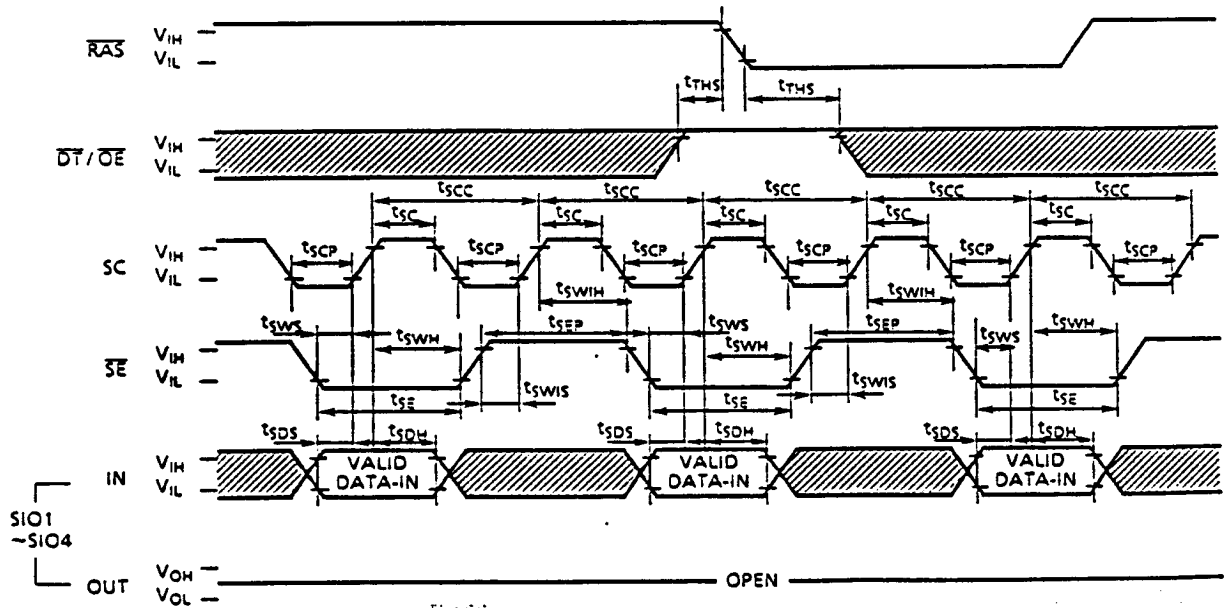 RAS VIH
VIL
tTHS tTHS
DT / OE VIH
VIL
tSCC tSCC tSCC tSCC tSCC
tSC tSC tSC tSC tSC
SC VIH
VIL
tSCP tSCP tSCP tSCP tSCP tSCP
tSWIH tSWIH
tSWS tSWH tSEP tSWS tSWH tSEP tSWS tSWH
SE VIH
VIL
tSE tSWIS tSE tSWIS tSE
tSDS tSDH tSDS tSDH tSDS tSDH
IN VIH
VIL
VALID DATA-IN VALID DATA-IN VALID DATA-IN
SIO1
~SIO4
OUT VOH
VOL
OPEN